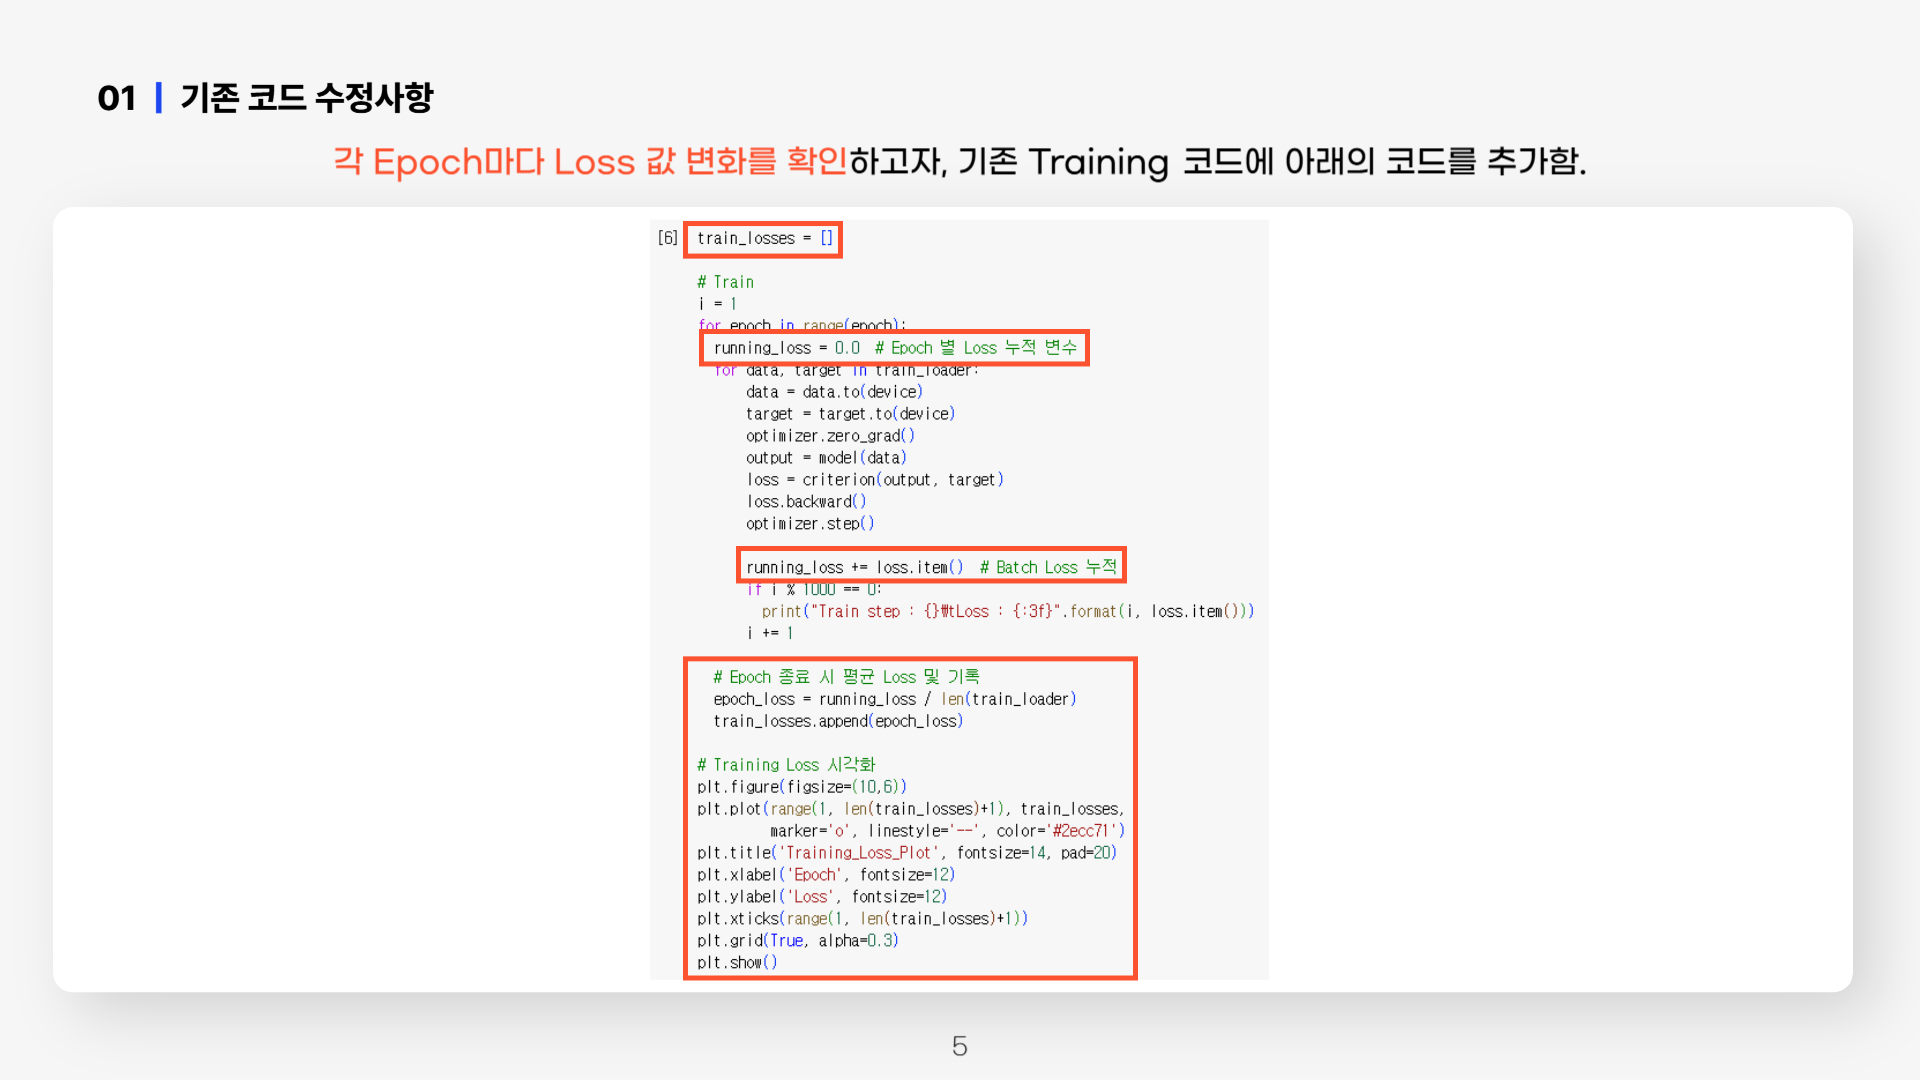 01 | 기존 코드 수정사항
각 Epoch마다 Loss 값 변화를 확인하고자, 기존 Training 코드에 아래의 코드를 추가함.
[6] train_losses = []
# Train
i = 1
for epoch in range(epoch):
running_loss = 0.0 # Epoch 별 Loss 누적 변수
for data, target in train_loader:
data = data.to(device)
target = target.to(device)
optimizer.zero_grad()
output = model(data)
loss = criterion(output, target)
loss.backward()
optimizer.step()
running_loss += loss.item() # Batch Loss 누적
if i % 1000 == 0:
print("Train step : {}₩tLoss : {:3f}".format(i, loss.item()))
i += 1
# Epoch 종료 시 평균 Loss 및 기록
epoch_loss = running_loss / len(train_loader)
train_losses.append(epoch_loss)
# Training Loss 시각화
plt.figure(figsize=(10,6))
plt.plot(range(1, len(train_losses)+1), train_losses,
marker='o', linestyle='--', color='#2ecc71')
plt.title('Training_Loss_Plot', fontsize=14, pad=20)
plt.xlabel('Epoch', fontsize=12)
plt.ylabel('Loss', fontsize=12)
plt.xticks(range(1, len(train_losses)+1))
plt.grid(True, alpha=0.3)
plt.show()
5